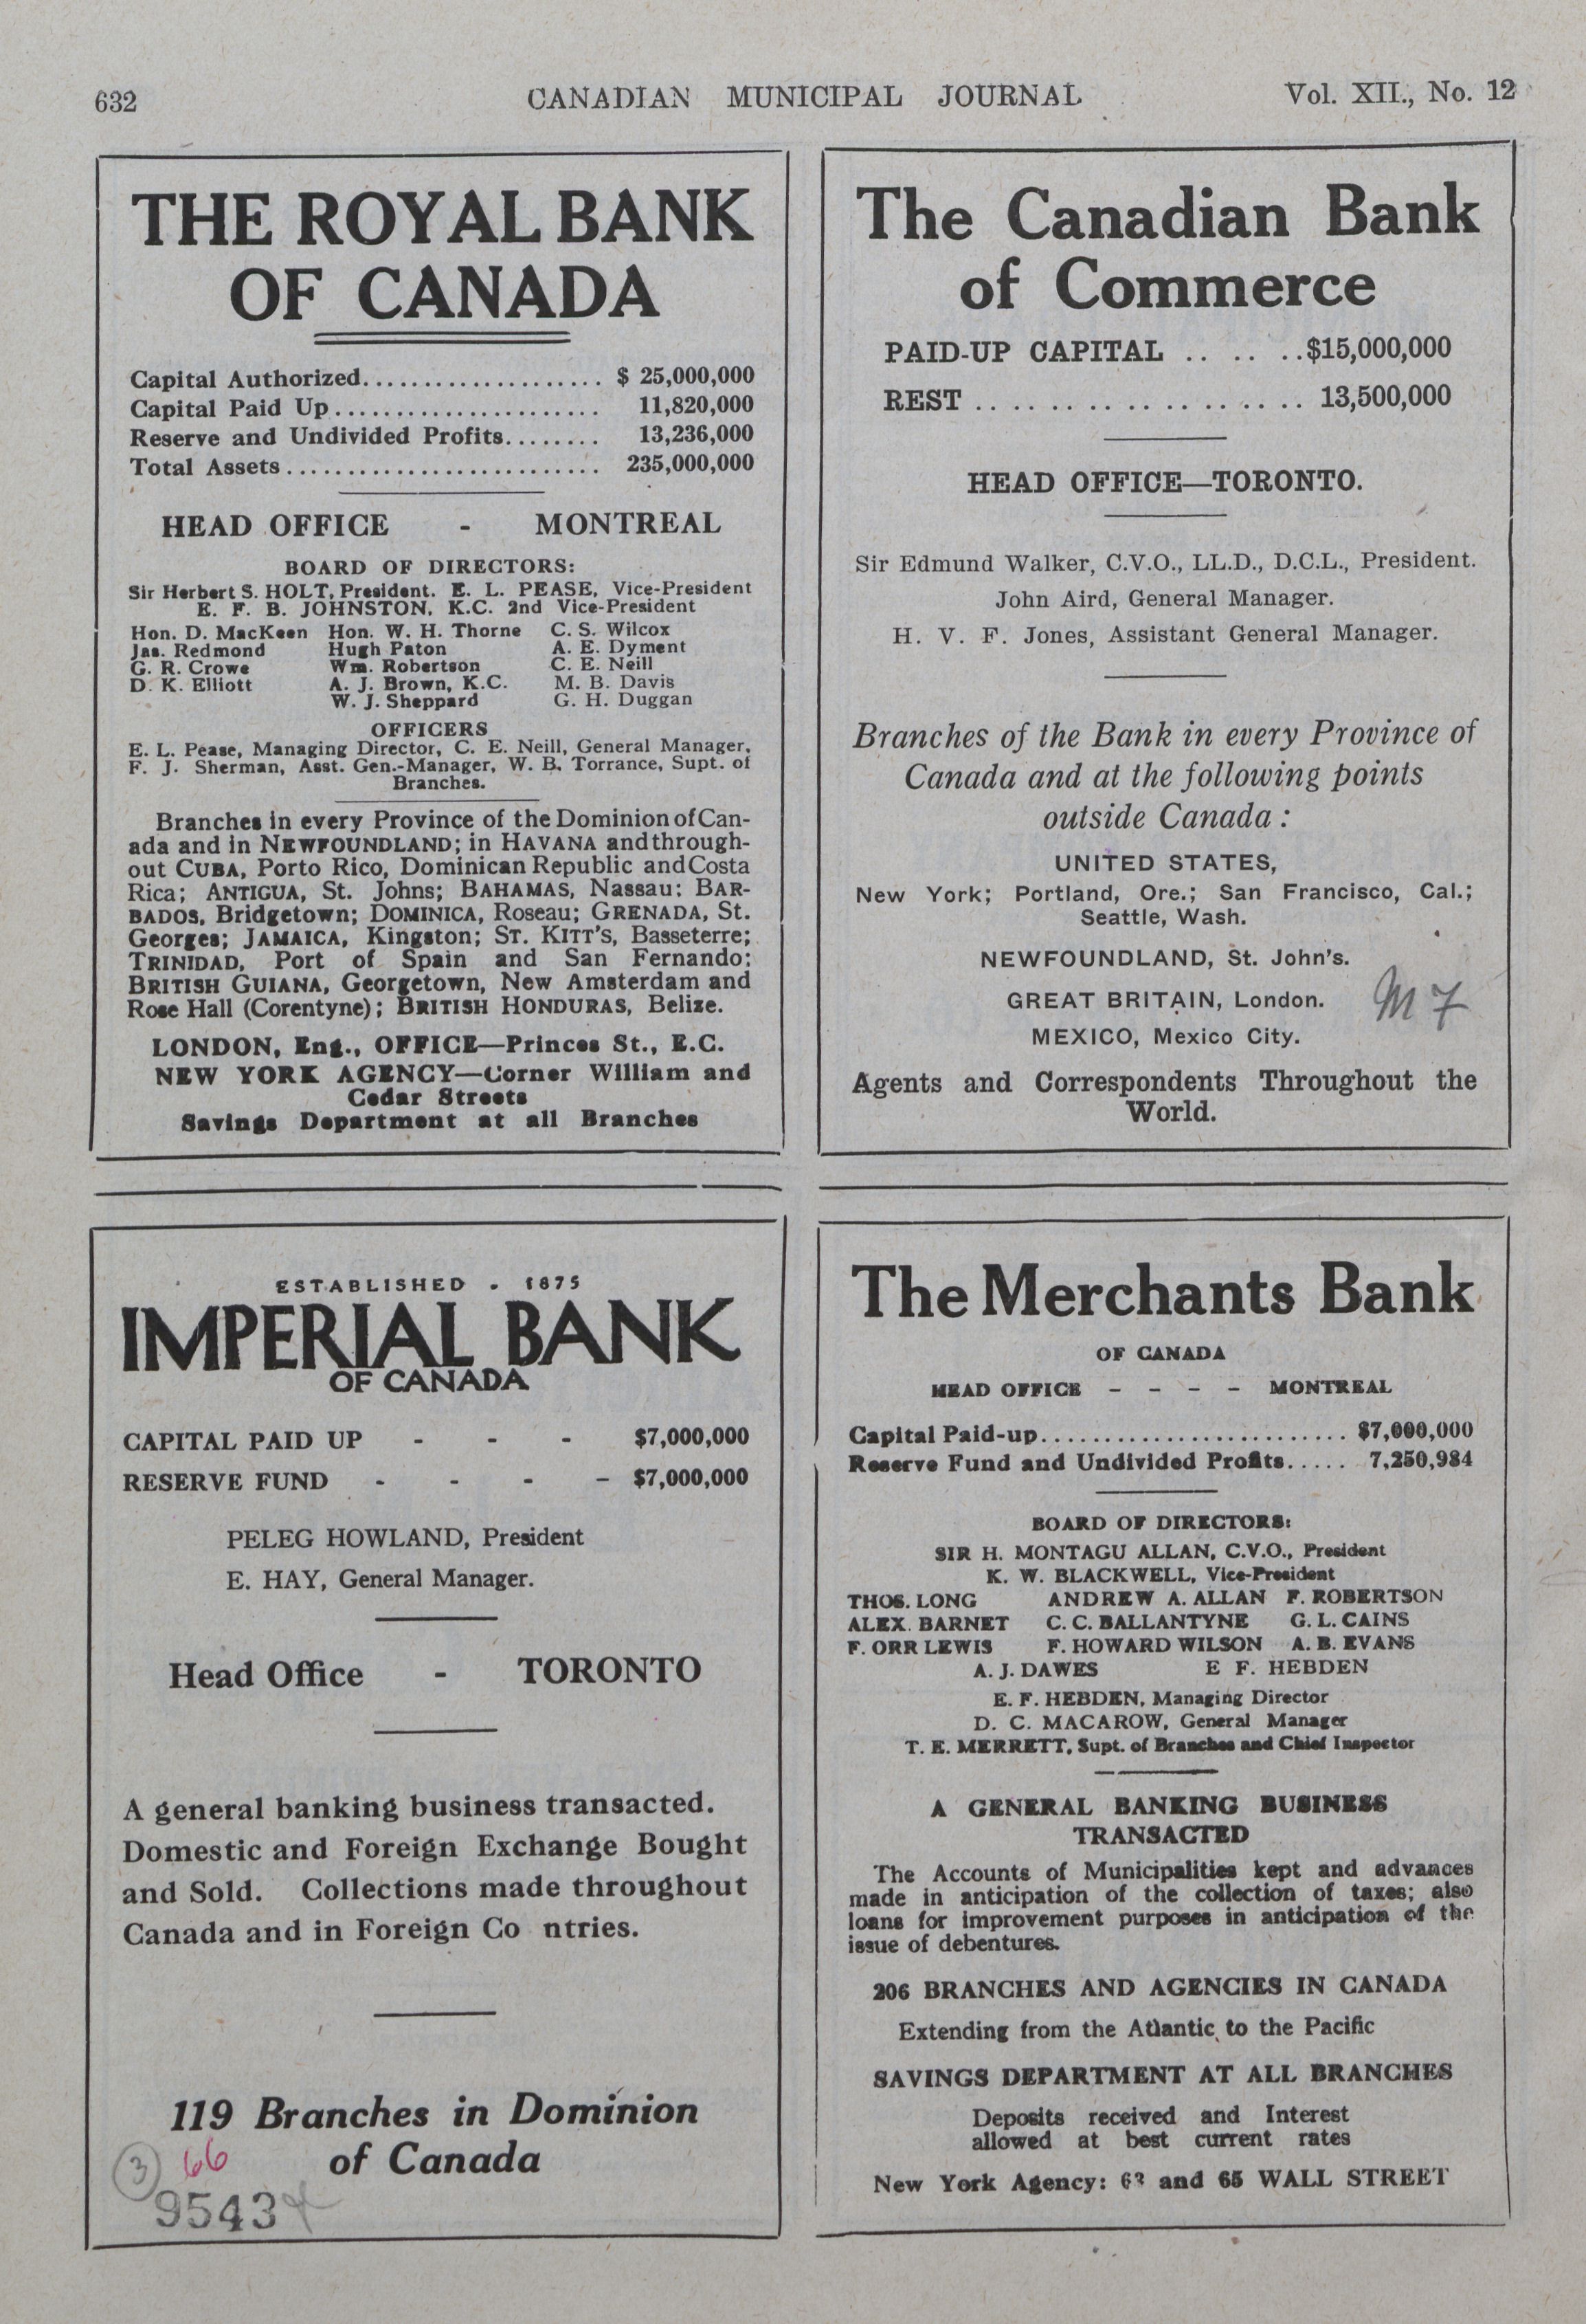 632
CANADIAN MUNICIPAL JOURNAL
Vol. XII., No. 12
THE ROYAL BANK
OF CANADA
Capital Authorized.................... $ 25,000,000
Capital Paid Up...................... 11,820,000
Reserve and Undivided Profits........ 13,236,000
Total Assets.......................... 235,000,000
HEAD OFFICE - MONTREAL
BOARD OF DIRECTORS:
Sir Herbert S. HOLT, President. E. L. PEASE, Vice-President
E. F. B. JOHNSTON, K.C. 2nd Vice-President
Hon. D. MacKeen Hon. W. H. Thorne C. S. Wilcox
Jas. Redmond Hugh Paton A. E. Dyment
G. R. Crowe Wm. Robertson C. E. Neill
D. K. Elliott A. J. Brown, K.C. M. B. Davis
W. J. Sheppard G. H. Duggan
OFFICERS
E. L. Pease, Managing Director, C. E. Neill, General Manager,
F. J. Sherman, Asst. Gen.-Manager, W. B. Torrance, Supt. of
Branches.
Branches in every Province of the Dominion of Can-
ada and in NEWFOUNDLAND; in HAVANA and through-
out CUBA, Porto Rico, Dominican Republic and Costa
Rica; ANTIGUA, St. Johns; BAHAMAS, Nassau: BAR-
BADOS, Bridgetown; DOMINICA, Roseau; GRENADA, St.
Georges; JAMAICA, Kingston; ST. KITT'S, Basseterre;
TRINIDAD, Port of Spain and San Fernando:
BRITISH GUIANA, Georgetown, New Amsterdam and
Rose Hall (Corentyne); BRITISH HONDURAS, Belize.
LONDON, Eng., OFFICE—Princes St., E.C.
NEW YORK AGENCY—Corner William and
Cedar Streets
Savings Department at all Branches
The Canadian Bank
of Commerce
PAID-UP CAPITAL .. .. ..$15,000,000
REST .. .. .. .. .. .. .. .. .. 13,500,000
HEAD OFFICE—TORONTO.
Sir Edmund Walker, C.V.O., LL.D., D.C.L., President.
John Aird, General Manager.
H. V. F. Jones, Assistant General Manager.
Branches of the Bank in every Province of
Canada and at the following points
outside Canada :
UNITED STATES,
New York; Portland, Ore.; San Francisco, Cal.;
Seattle, Wash.
NEWFOUNDLAND, St. John's.
GREAT BRITAIN, London.
M 7
MEXICO, Mexico City.
Agents and Correspondents Throughout the
World.
ESTABLISHED - 1875
IMPERIAL BANK
OF CANADA
CAPITAL PAID UP - - - $7,000,000
RESERVE FUND - - - - $7,000,000
PELEG HOWLAND, President
E. HAY, General Manager.
Head Office - TORONTO
A general banking business transacted.
Domestic and Foreign Exchange Bought
and Sold. Collections made throughout
Canada and in Foreign Co ntries.
119 Branches in Dominion
of Canada
3 66
9543
The Merchants Bank
OF CANADA
HEAD OFFICE - - - - MONTREAL
Capital Paid-up......................... $7,000,000
Reserve Fund and Undivided Profits..... 7,250,984
BOARD OF DIRECTORS:
SIR H. MONTAGU ALLAN, C.V.O., President
K. W. BLACKWELL, Vice-President
THOS. LONG ANDREW A. ALLAN F. ROBERTSON
ALEX. BARNET C. C. BALLANTYNE G. L. CAINS
F. ORR LEWIS F. HOWARD WILSON A. B. EVANS
A. J. DAWES E F. HEBDEN
E. F. HEBDEN, Managing Director
D. C. MACAROW, General Manager
T. E. MERRETT, Supt. of Branches and Chief Inspector
A GENERAL BANKING BUSINESS
TRANSACTED
The Accounts of Municipalities kept and advances
made in anticipation of the collection of taxes; also
loans for improvement purposes in anticipation of the
issue of debentures.
206 BRANCHES AND AGENCIES IN CANADA
Extending from the Atlantic to the Pacific
SAVINGS DEPARTMENT AT ALL BRANCHES
Deposits received and Interest
allowed at best current rates
New York Agency: 63 and 65 WALL STREET